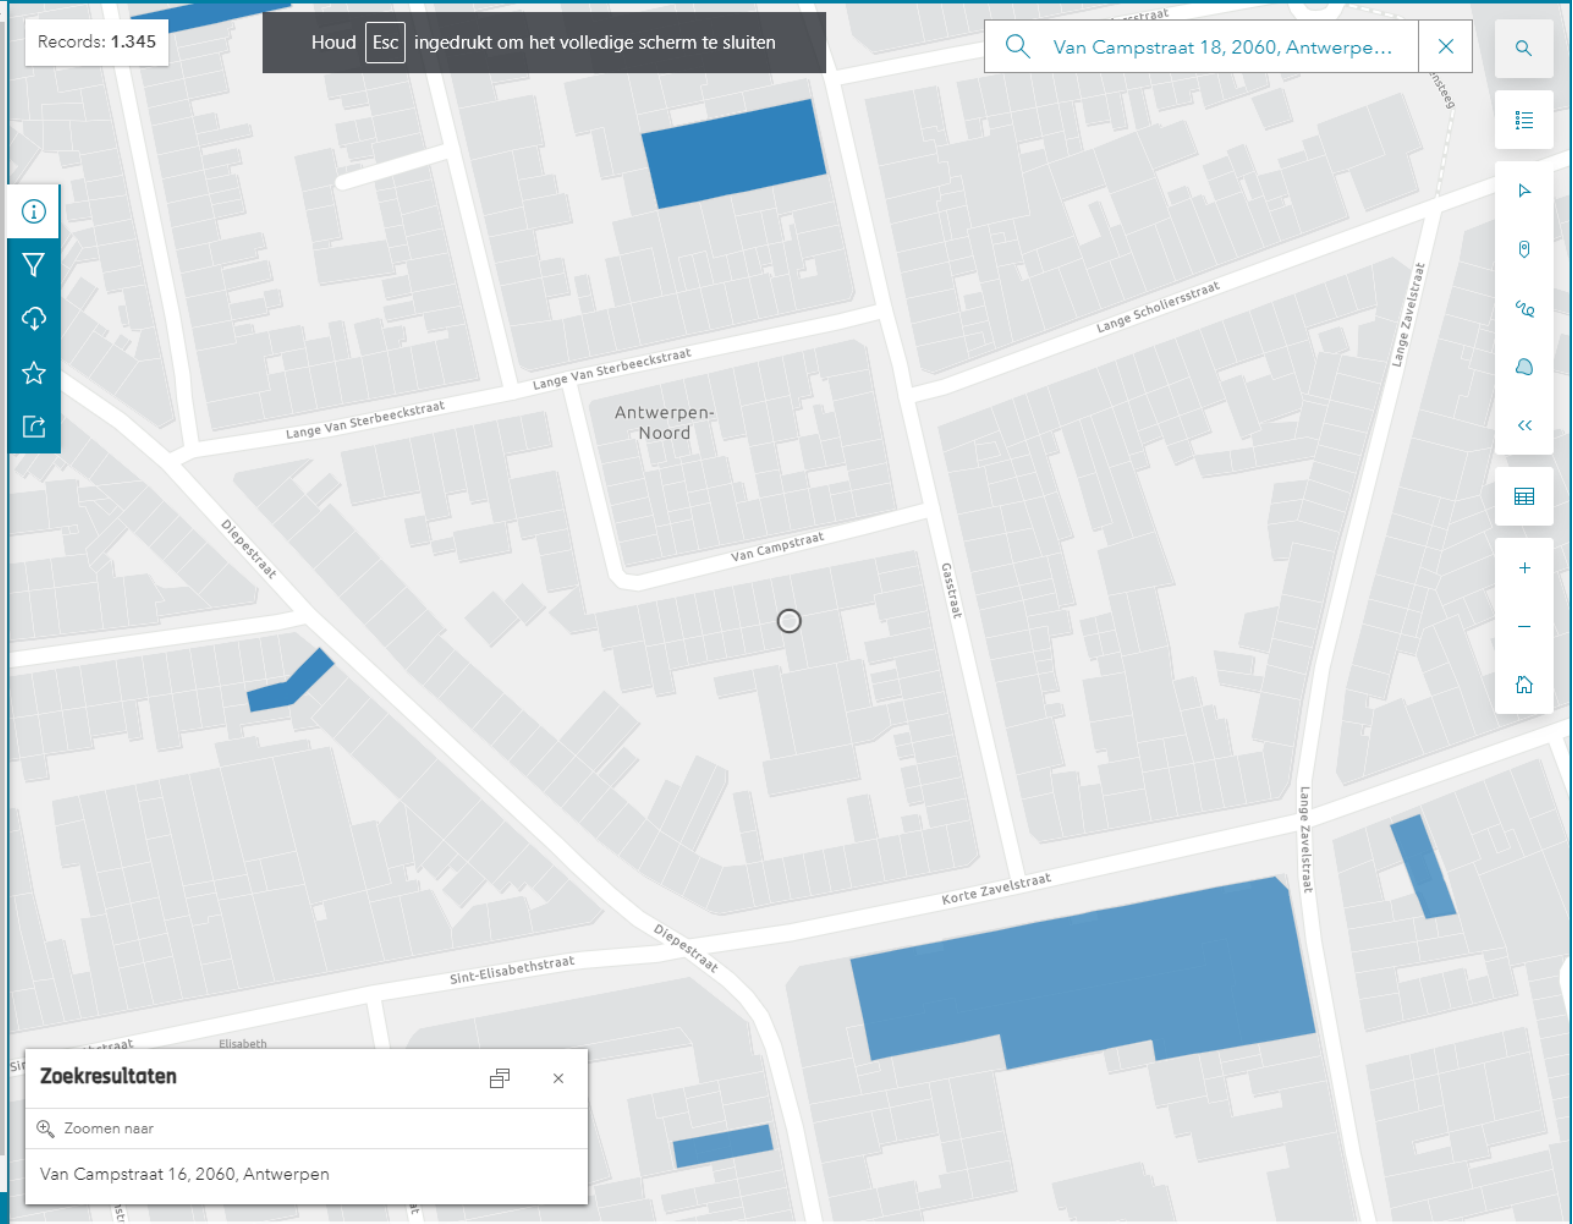 Records: 1.345
Houd Esc ingedrukt om het volledige scherm te sluiten
Van Campstraat 18, 2060, Antwerpe...
Lange Scholiersstraat
Lange Zavelstraat
Lange Van Sterbeeckstraat
Lange Van Sterbeeckstraat
Antwerpen-
Noord
Diepestraat
Van Campstraat
Gasstraat
Lange Zavelstraat
Korte Zavelstraat
Diepestraat
Sint-Elisabethstraat
Elisabeth
Zoekresultaten
Zoomen naar
Van Campstraat 16, 2060, Antwerpen